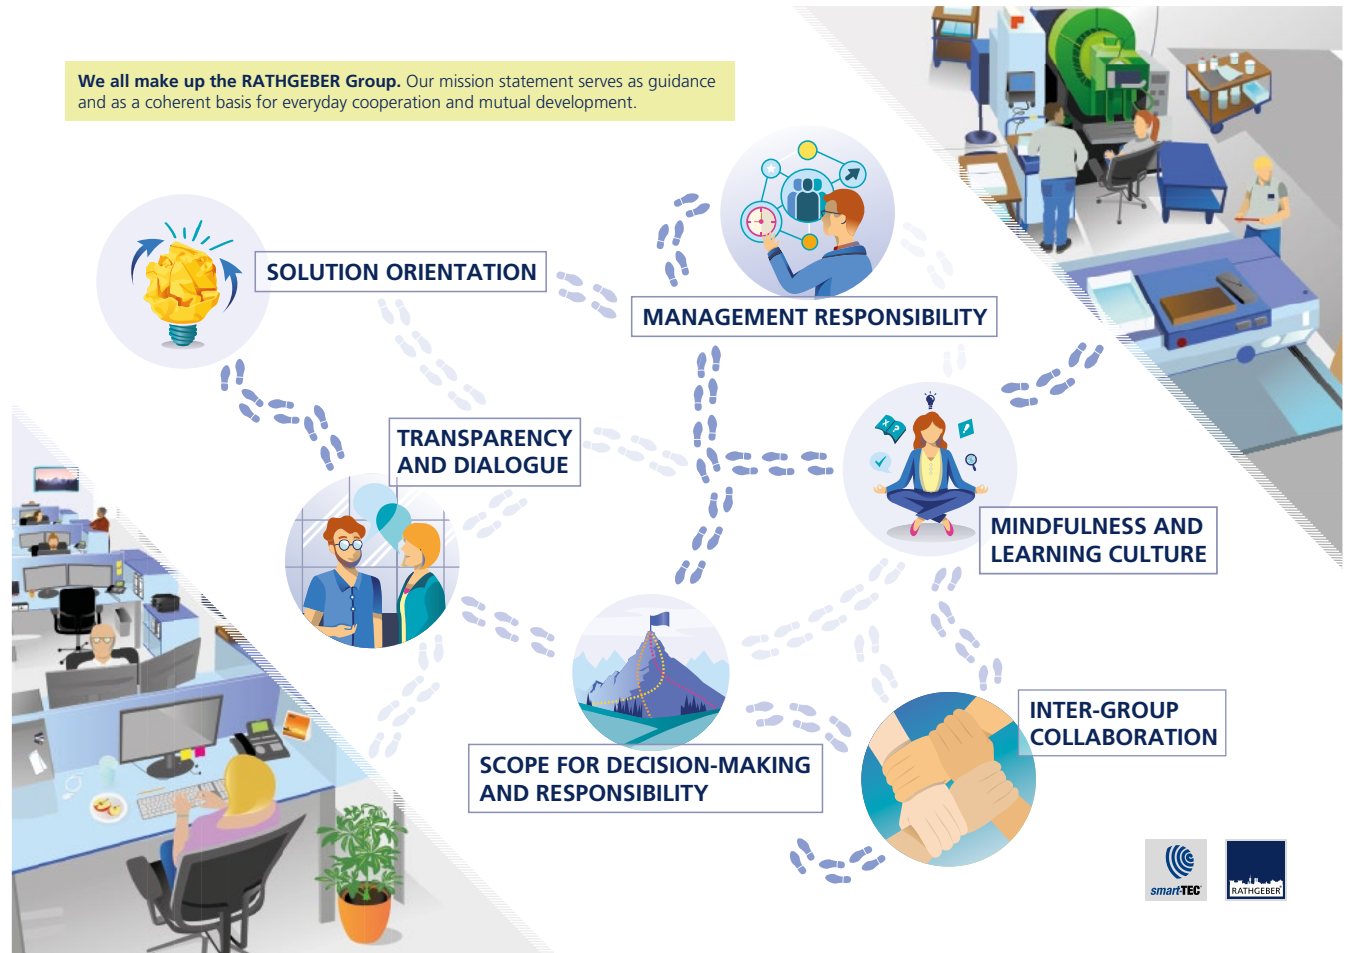 We all make up the RATHGEBER Group. Our mission statement serves as guidance
and as a coherent basis for everyday cooperation and mutual development.
SOLUTION ORIENTATION
MANAGEMENT RESPONSIBILITY
TRANSPARENCY
AND DIALOGUE
MINDFULNESS AND
LEARNING CULTURE
INTER-GROUP
COLLABORATION
SCOPE FOR DECISION-MAKING
AND RESPONSIBILITY
smart-TEC
RATHGEBER